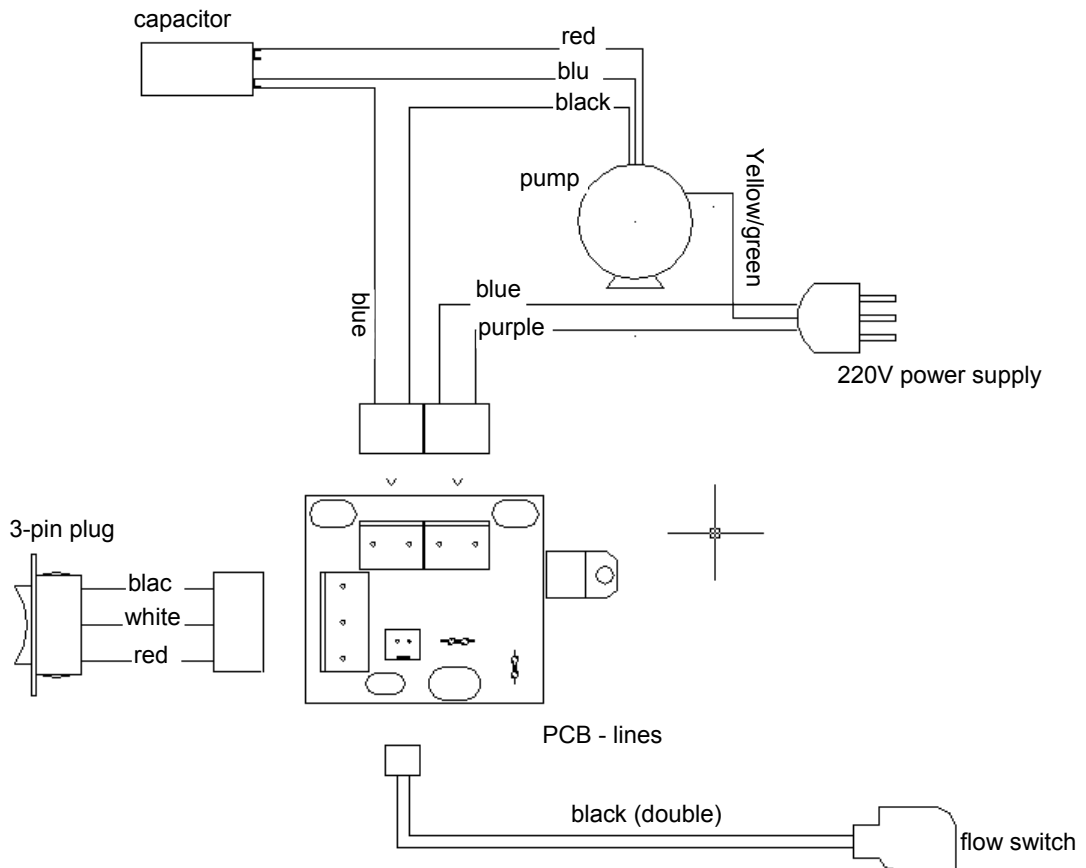 capacitor
red
blu
black
pump
Yellow/green
blue
blue
purple
220V power supply
3-pin plug
blac
white
red
PCB - lines
black (double)
flow switch